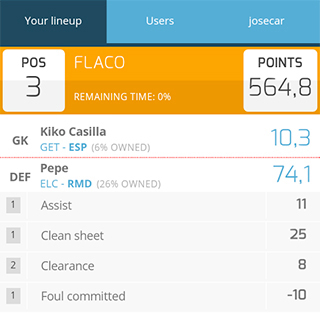 Your lineup Users josecar
POS FLACO POINTS
3 REMAINING TIME: 0% 564,8
GK Kiko Casilla 10,3
GET - ESP (6% OWNED)
DEF Pepe 74,1
ELC - RMD (26% OWNED)
1 Assist 11
1 Clean sheet 25
2 Clearance 8
1 Foul committed -10